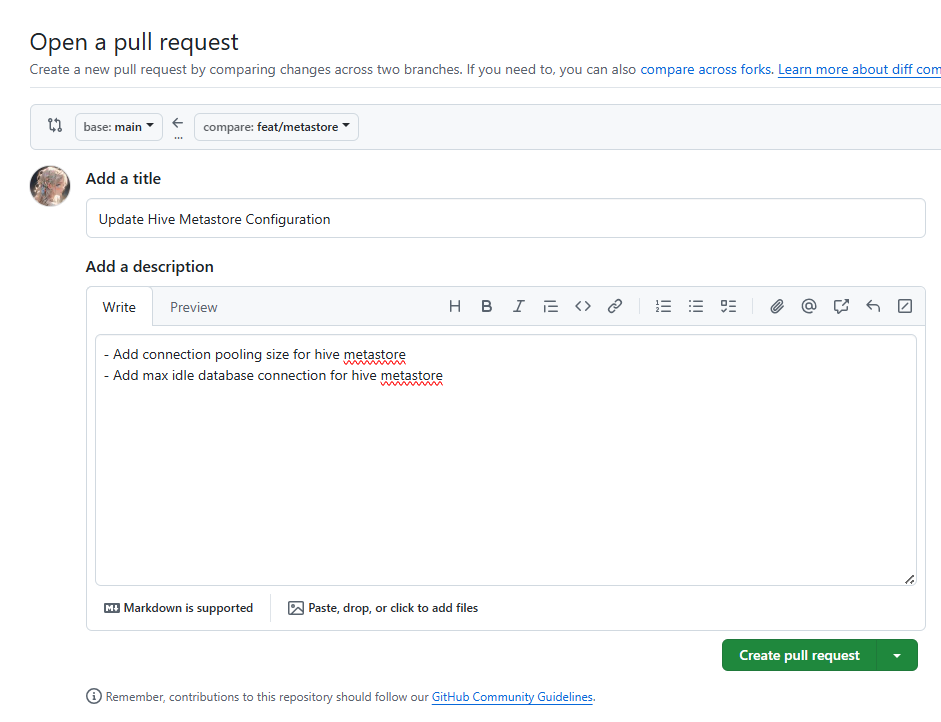 Open a pull request
Create a new pull request by comparing changes across two branches. If you need to, you can also compare across forks. Learn more about diff com
base: main ← compare: feat/metastore
...
Add a title
Update Hive Metastore Configuration
Add a description
Write Preview
- Add connection pooling size for hive metastore
- Add max idle database connection for hive metastore
Markdown is supported Paste, drop, or click to add files
Create pull request
Remember, contributions to this repository should follow our GitHub Community Guidelines.